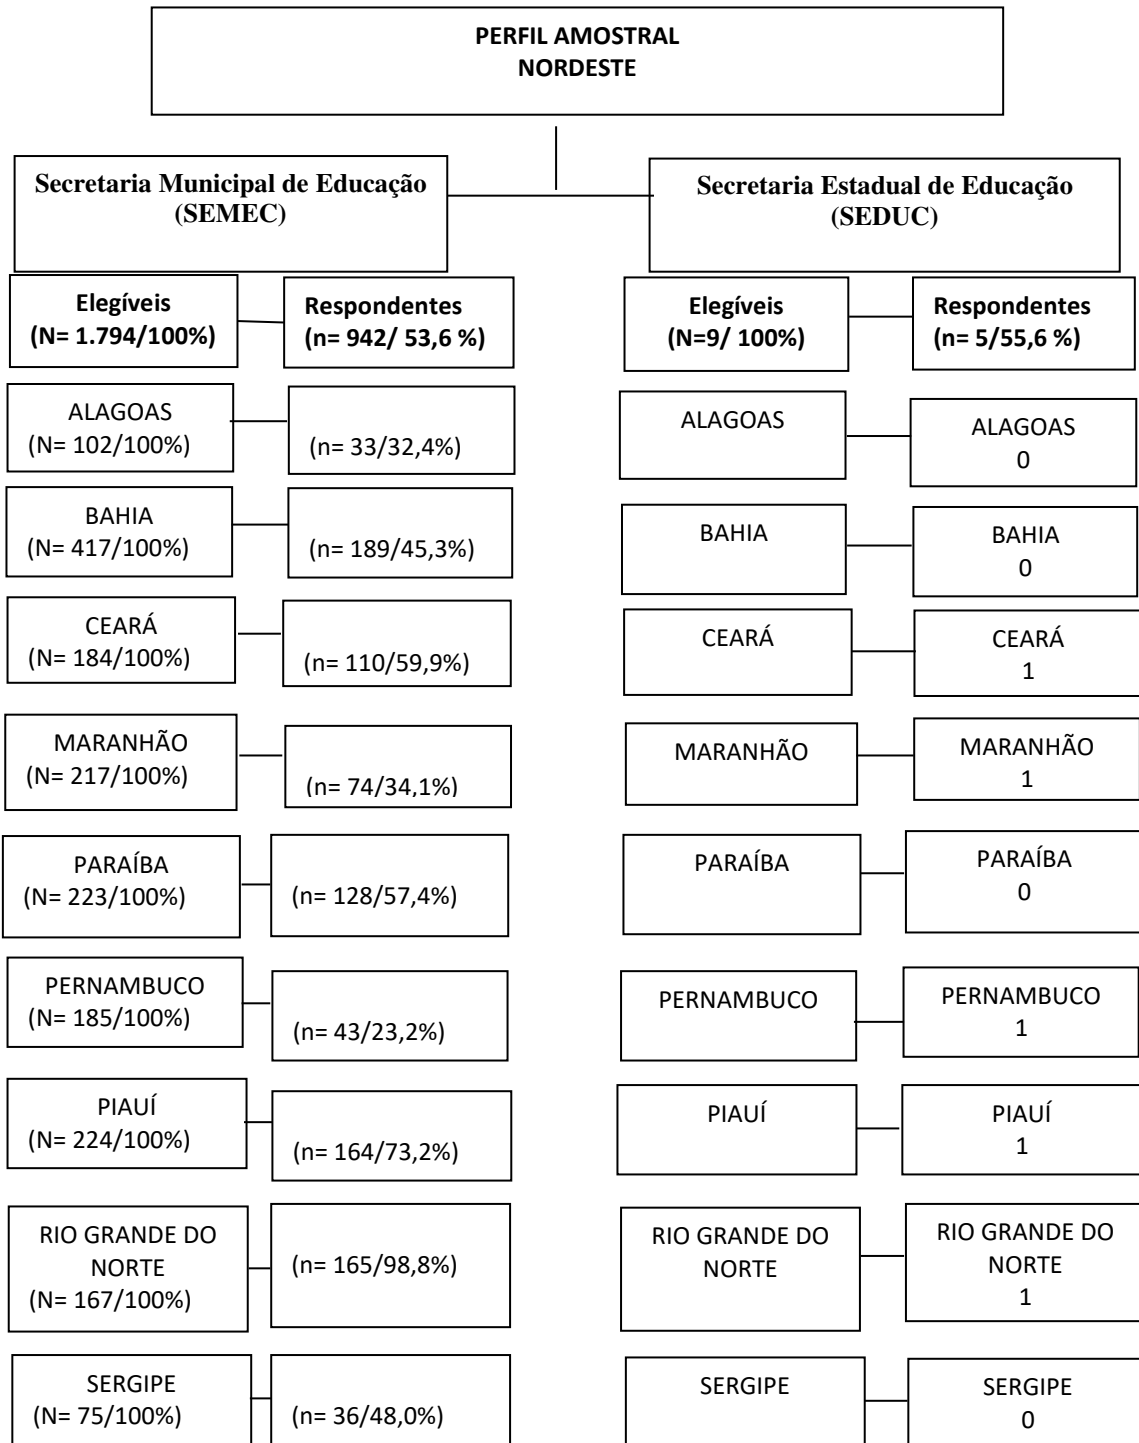 PERFIL AMOSTRAL
NORDESTE
Secretaria Municipal de Educação
(SEMEC)
Secretaria Estadual de Educação
(SEDUC)
Elegíveis
(N= 1.794/100%)
Respondentes
(n= 942/ 53,6 %)
Elegíveis
(N=9/ 100%)
Respondentes
(n= 5/55,6 %)
ALAGOAS
(N= 102/100%)
(n= 33/32,4%)
ALAGOAS
ALAGOAS
0
BAHIA
(N= 417/100%)
(n= 189/45,3%)
BAHIA
BAHIA
0
CEARÁ
(N= 184/100%)
(n= 110/59,9%)
CEARÁ
CEARÁ
1
MARANHÃO
(N= 217/100%)
(n= 74/34,1%)
MARANHÃO
MARANHÃO
1
PARAÍBA
(N= 223/100%)
(n= 128/57,4%)
PARAÍBA
PARAÍBA
0
PERNAMBUCO
(N= 185/100%)
(n= 43/23,2%)
PERNAMBUCO
PERNAMBUCO
1
PIAUÍ
(N= 224/100%)
(n= 164/73,2%)
PIAUÍ
PIAUÍ
1
RIO GRANDE DO
NORTE
(N= 167/100%)
(n= 165/98,8%)
RIO GRANDE DO
NORTE
RIO GRANDE DO
NORTE
1
SERGIPE
(N= 75/100%)
(n= 36/48,0%)
SERGIPE
SERGIPE
0